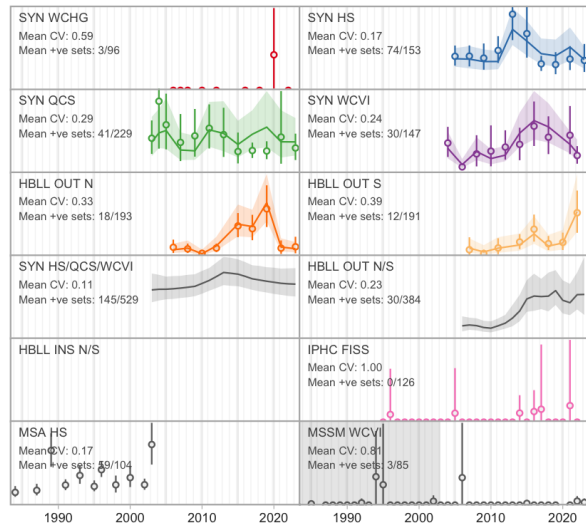 SYN WCHG
Mean CV: 0.59
Mean +ve sets: 3/96
SYN HS
Mean CV: 0.17
Mean +ve sets: 74/153
SYN QCS
Mean CV: 0.29
Mean +ve sets: 41/229
SYN WCVI
Mean CV: 0.24
Mean +ve sets: 30/147
HBLL OUT N
Mean CV: 0.33
Mean +ve sets: 18/193
HBLL OUT S
Mean CV: 0.39
Mean +ve sets: 12/191
SYN HS/QCS/WCVI
Mean CV: 0.11
Mean +ve sets: 145/529
HBLL OUT N/S
Mean CV: 0.23
Mean +ve sets: 30/384
HBLL INS N/S
IPHC FISS
Mean CV: 1.00
Mean +ve sets: 0/126
MSA HS
Mean CV: 0.17
Mean +ve sets: 59/104
MSSM WCVI
Mean CV: 0.81
Mean +ve sets: 3/85
1990 2000 2010 2020 1990 2000 2010 2020